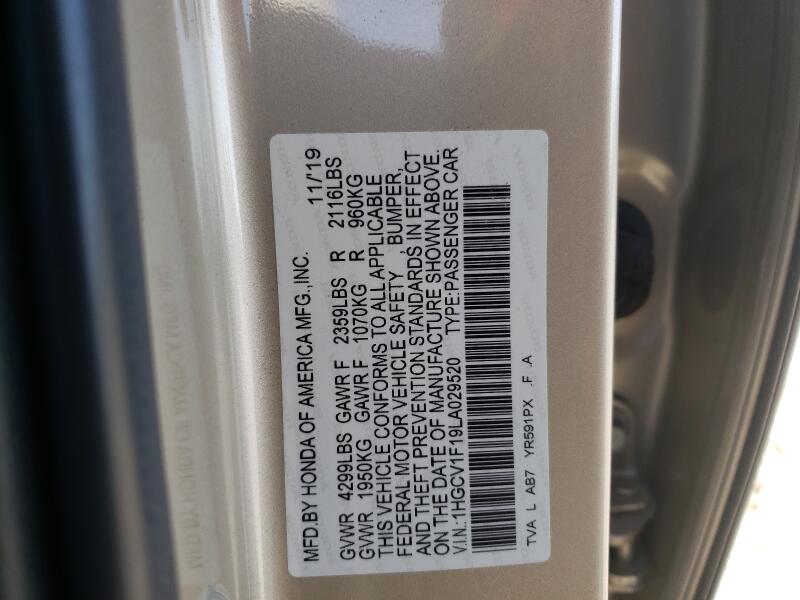 MFD.BY HONDA OF AMERICA MFG.,INC. 11/'19
GVWR 4299LBS GAWR F 2359LBS R 2116LBS
GVWR 1950KG GAWR F 1070KG R 960KG
THIS VEHICLE CONFORMS TO ALL APPLICABLE
FEDERAL MOTOR VEHICLE SAFETY , BUMPER,
AND THEFT PREVENTION STANDARDS IN EFFECT
ON THE DATE OF MANUFACTURE SHOWN ABOVE.
V.I.N.:1HGCV1F19LA029520 TYPE:PASSENGER CAR
TVA L AB7 YR591PX .F .A